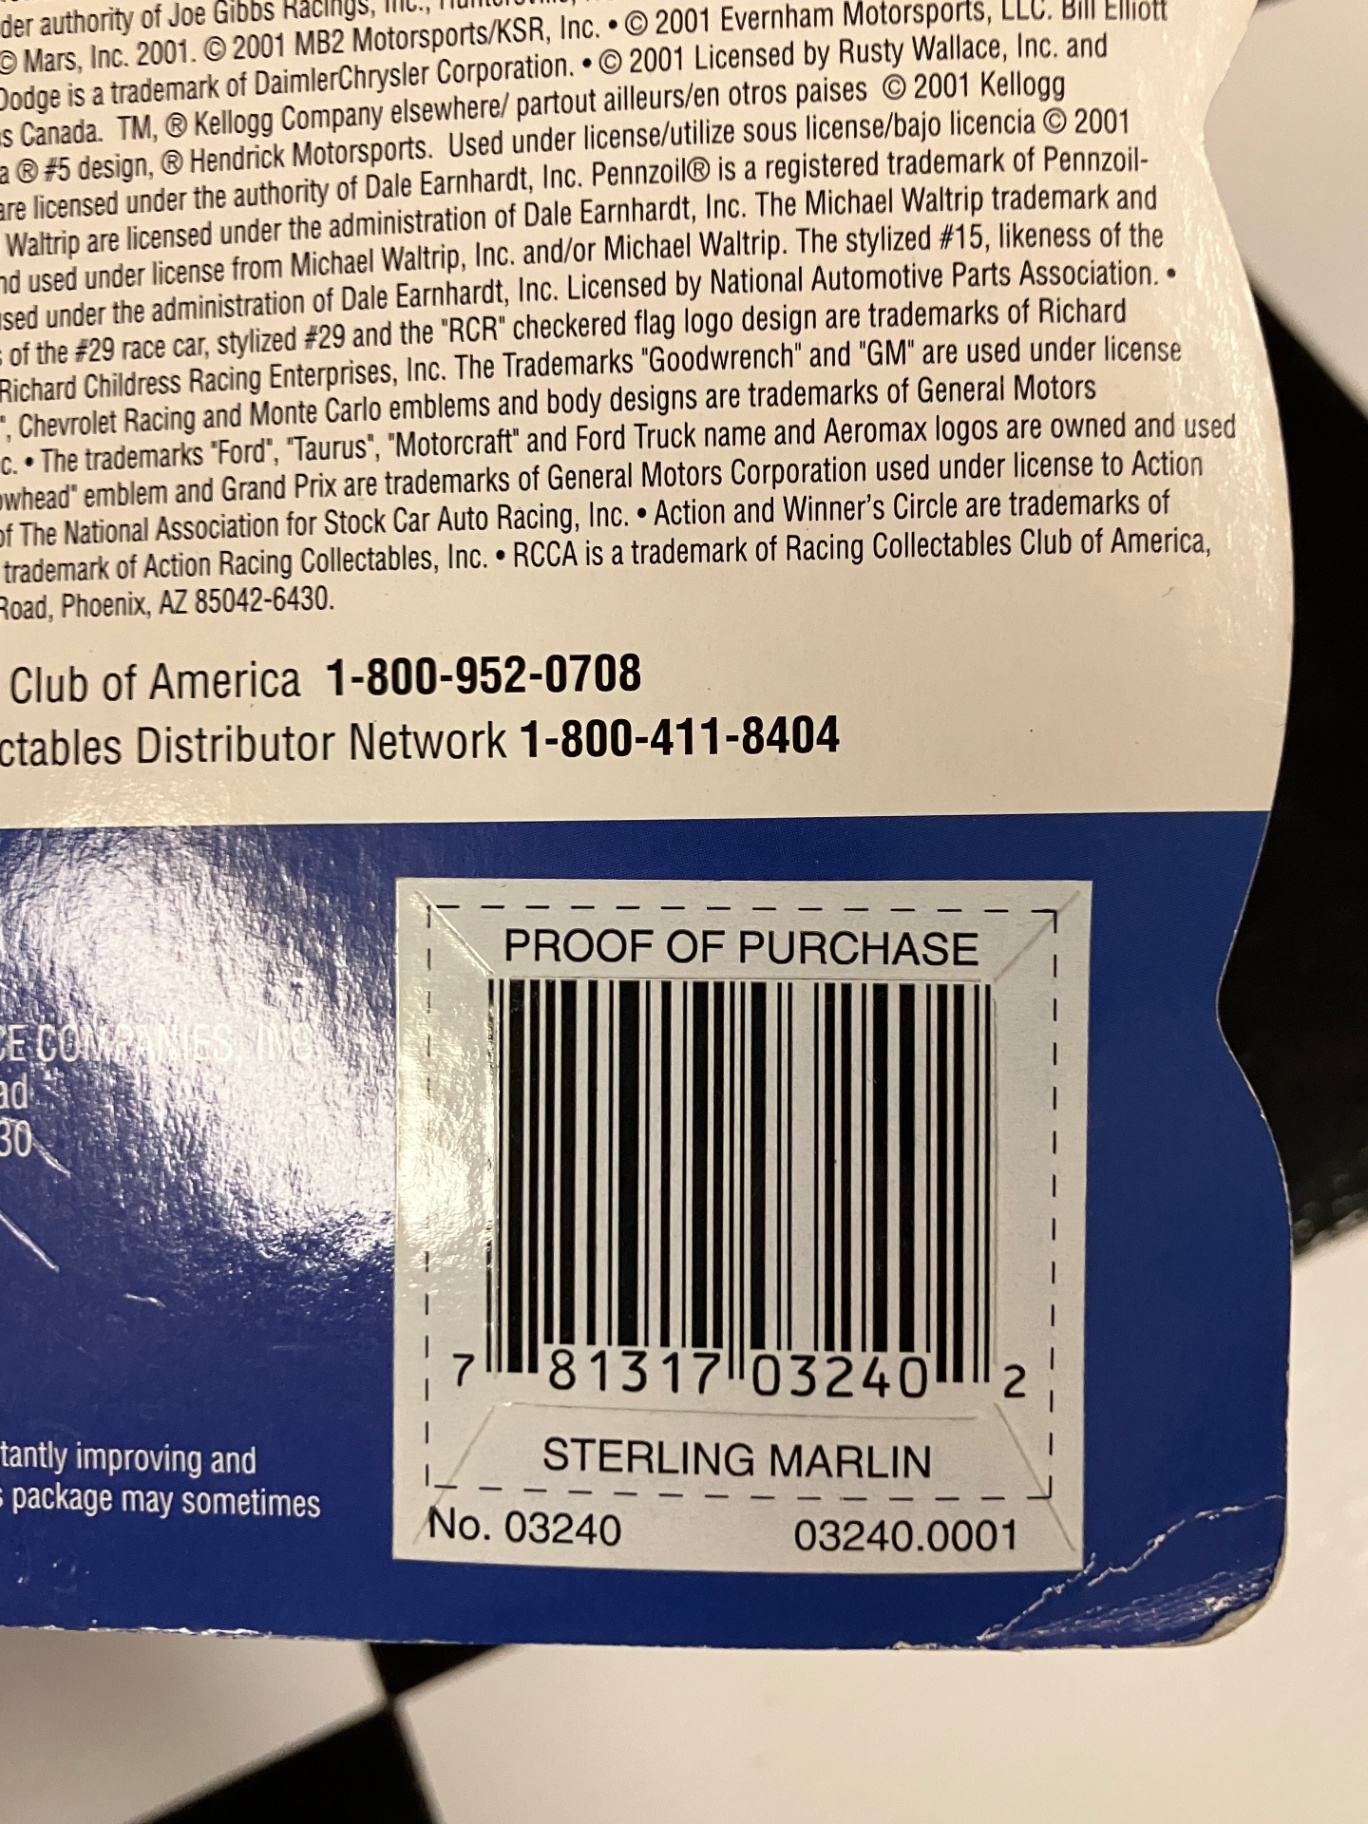 der authority of Joe Gibbs Racings, Inc.,
© Mars, Inc. 2001. © 2001 MB2 Motorsports/KSR, Inc. • © 2001 Evernham Motorsports, LLC. Bill Elliott
Dodge is a trademark of DaimlerChrysler Corporation. • © 2001 Licensed by Rusty Wallace, Inc. and
s Canada. TM, ® Kellogg Company elsewhere/ partout ailleurs/en otros paises © 2001 Kellogg
a ® #5 design, ® Hendrick Motorsports. Used under license/utilize sous license/bajo licencia © 2001
are licensed under the authority of Dale Earnhardt, Inc. Pennzoil® is a registered trademark of Pennzoil-
Waltrip are licensed under the administration of Dale Earnhardt, Inc. The Michael Waltrip trademark and
nd used under license from Michael Waltrip, Inc. and/or Michael Waltrip. The stylized #15, likeness of the
used under the administration of Dale Earnhardt, Inc. Licensed by National Automotive Parts Association. •
s of the #29 race car, stylized #29 and the "RCR" checkered flag logo design are trademarks of Richard
Richard Childress Racing Enterprises, Inc. The Trademarks "Goodwrench" and "GM" are used under license
", Chevrolet Racing and Monte Carlo emblems and body designs are trademarks of General Motors
c. • The trademarks "Ford", "Taurus", "Motorcraft" and Ford Truck name and Aeromax logos are owned and used
owhead" emblem and Grand Prix are trademarks of General Motors Corporation used under license to Action
of The National Association for Stock Car Auto Racing, Inc. • Action and Winner's Circle are trademarks of
trademark of Action Racing Collectables, Inc. • RCCA is a trademark of Racing Collectables Club of America,
Road, Phoenix, AZ 85042-6430.
Club of America 1-800-952-0708
ctables Distributor Network 1-800-411-8404
CE COMPANIES, INC.
ad
30
tantly improving and
s package may sometimes
PROOF OF PURCHASE
7 81317 03240 2
STERLING MARLIN
No. 03240 03240.0001